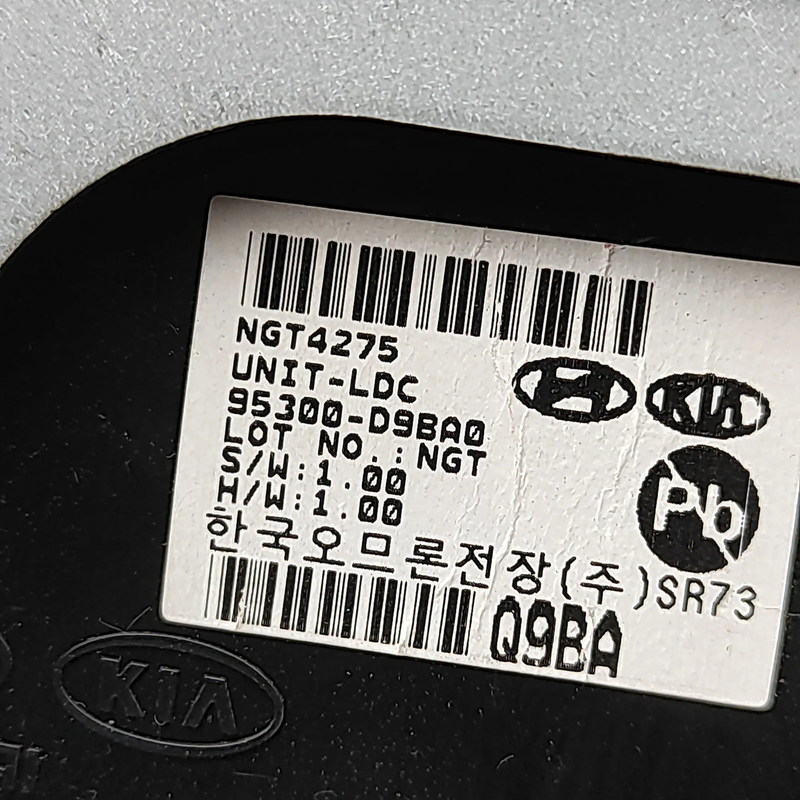 NGT4275
UNIT-LDC
95300-D9BA0
LOT NO.:NGT
S/W:1.00
H/W:1.00
KIA
Pb
한국오므론전장(주)SR73
Q9BA
KIA